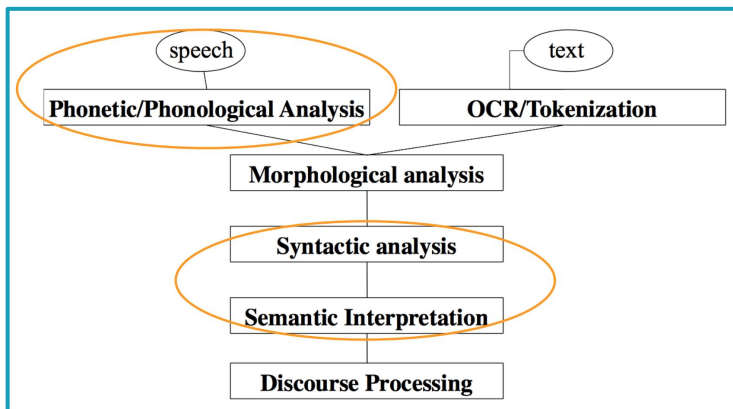 speech
text
Phonetic/Phonological Analysis
OCR/Tokenization
Morphological analysis
Syntactic analysis
Semantic Interpretation
Discourse Processing